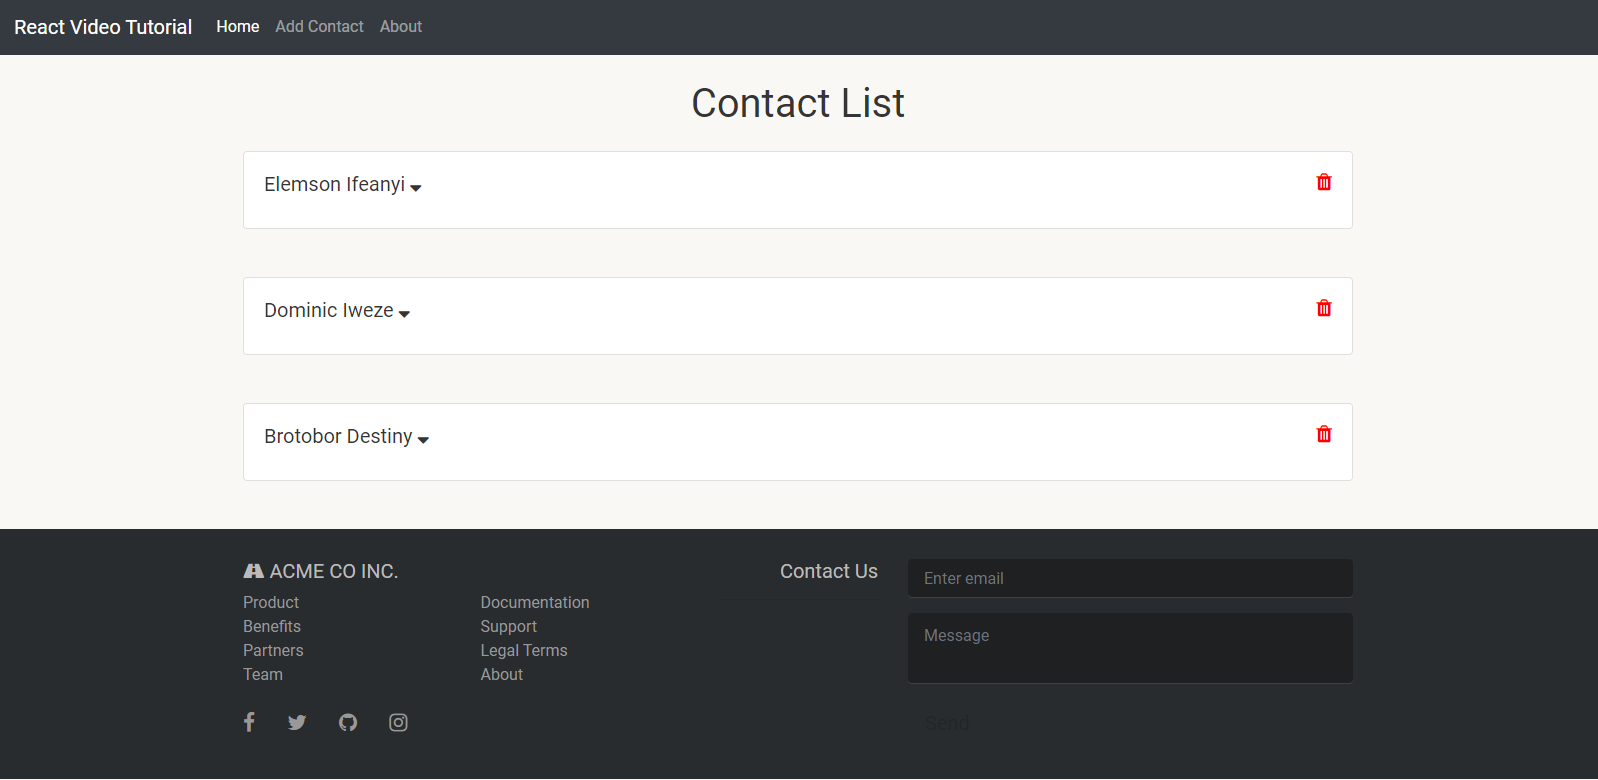 React Video Tutorial Home Add Contact About
Contact List
Elemson Ifeanyi
Dominic Iweze
Brotobor Destiny
ACME CO INC.
Product
Benefits
Partners
Team
Documentation
Support
Legal Terms
About
Contact Us
Enter email
Message
Send